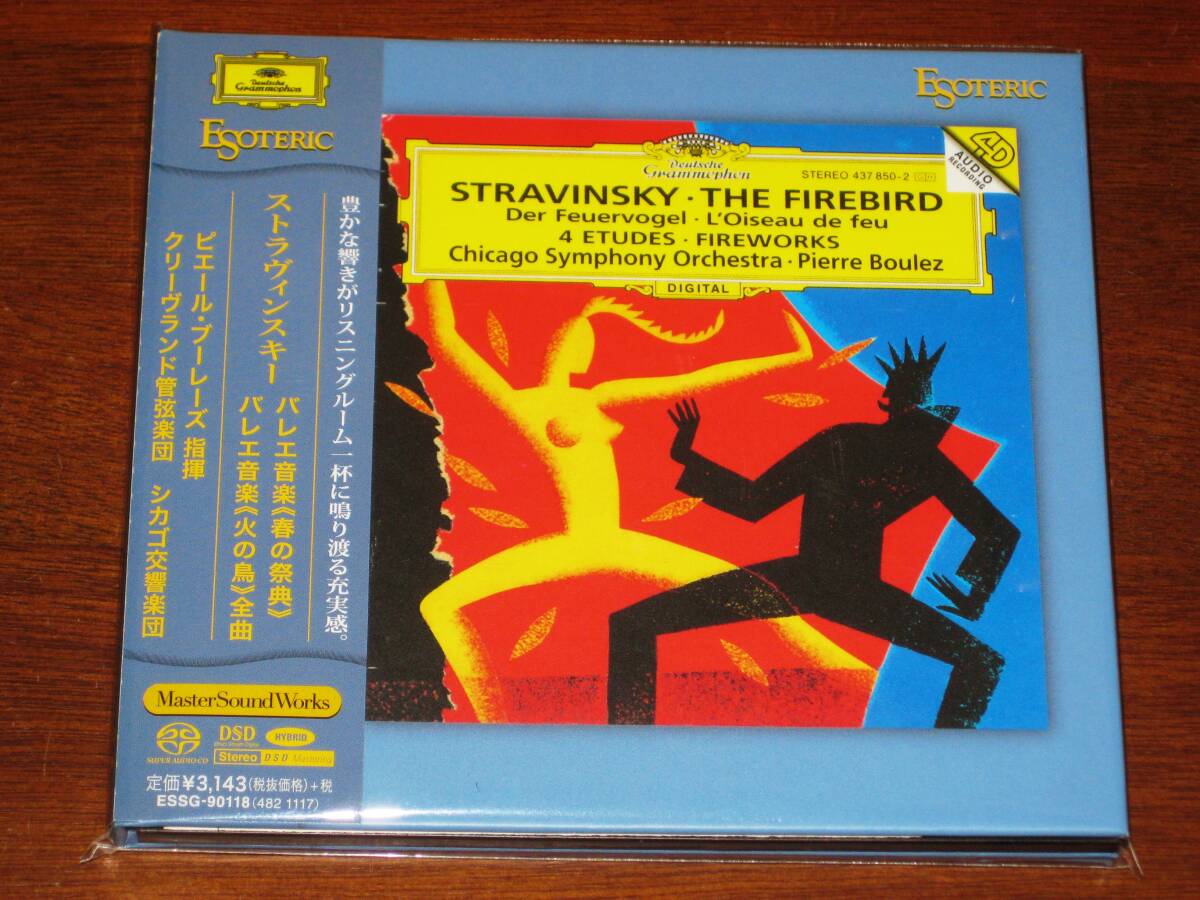 Deutsche
Grammophon
ESOTERIC
豊かな響きがリスニングルーム一杯に鳴り渡る充実感。
ストラヴィンスキー
バレエ音楽《春の祭典》
バレエ音楽《火の鳥》全曲
ピエール・ブーレーズ 指揮
クリーヴランド管弦楽団 シカゴ交響楽団
MasterSoundWorks
SUPER AUDIO CD
DSD
Direct Stream Digital
HYBRID
Stereo
DSD Mastering
定価¥3,143(税抜価格)+税
ESSG-90118(482 1117)
ESOTERIC
Deutsche
Grammophon
STEREO 437 850-2 GH
4D
AUDIO
RECORDING
STRAVINSKY · THE FIREBIRD
Der Feuervogel · L'Oiseau de feu
4 ETUDES · FIREWORKS
Chicago Symphony Orchestra · Pierre Boulez
DIGITAL